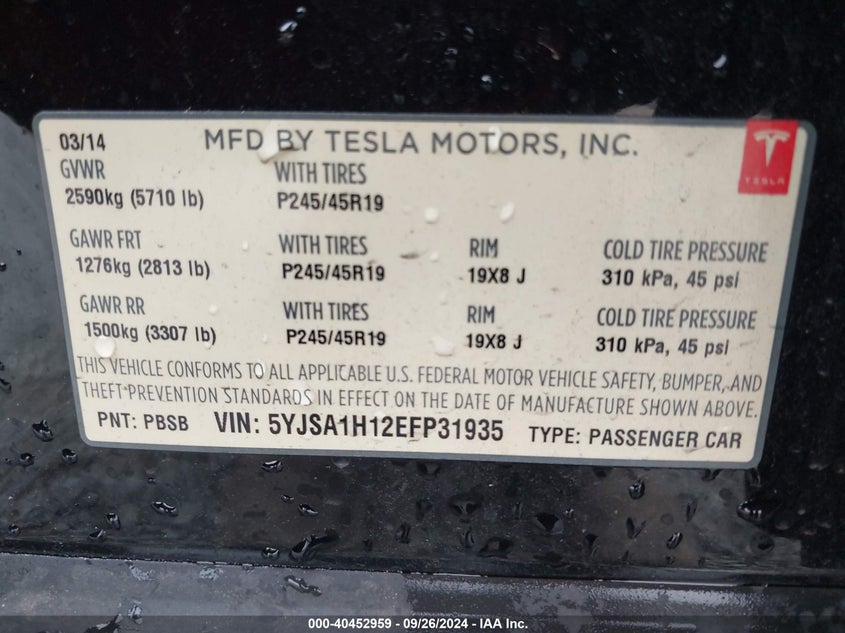 03/14 MFD BY TESLA MOTORS, INC.
TESLA
GVWR WITH TIRES
2590kg (5710 lb) P245/45R19
GAWR FRT WITH TIRES RIM COLD TIRE PRESSURE
1276kg (2813 lb) P245/45R19 19X8 J 310 kPa, 45 psi
GAWR RR WITH TIRES RIM COLD TIRE PRESSURE
1500kg (3307 lb) P245/45R19 19X8 J 310 kPa, 45 psi
THIS VEHICLE CONFORMS TO ALL APPLICABLE U.S. FEDERAL MOTOR VEHICLE SAFETY, BUMPER, AND
THEFT PREVENTION STANDARDS IN EFFECT ON THE DATE OF MANUFACTURE SHOWN ABOVE.
PNT: PBSB VIN: 5YJSA1H12EFP31935 TYPE: PASSENGER CAR
000-40452959 - 09/26/2024 - IAA Inc.